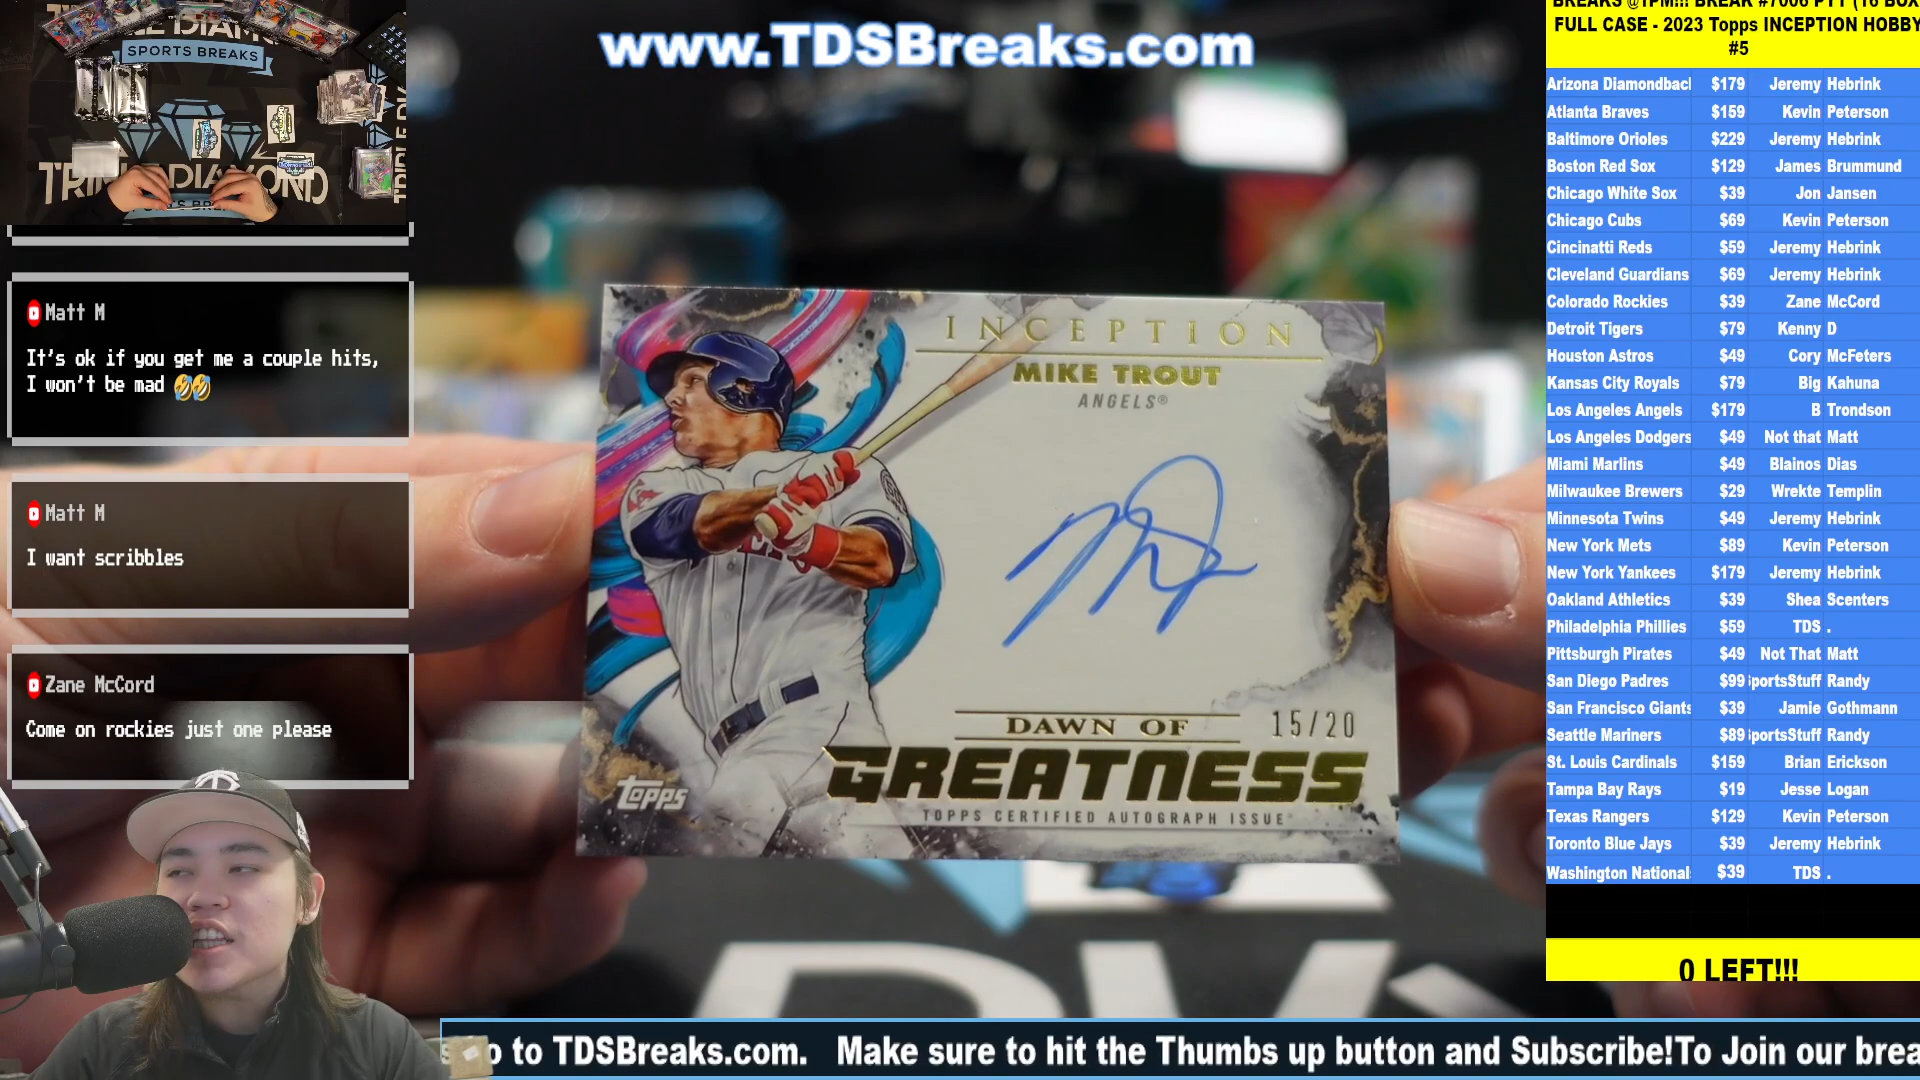 SPORTS BREAKS
www.TDSBreaks.com
Matt M
It's ok if you get me a couple hits,
I won't be mad 🤣🤣
Matt M
I want scribbles
Zane McCord
Come on rockies just one please
INCEPTION
MIKE TROUT
ANGELS®
DAWN OF
15/20
GREATNESS
TOPPS CERTIFIED AUTOGRAPH ISSUE
Topps
FULL CASE - 2023 Topps INCEPTION HOBBY
#5
Arizona Diamondbacl $179 Jeremy Hebrink
Atlanta Braves $159 Kevin Peterson
Baltimore Orioles $229 Jeremy Hebrink
Boston Red Sox $129 James Brummund
Chicago White Sox $39 Jon Jansen
Chicago Cubs $69 Kevin Peterson
Cincinatti Reds $59 Jeremy Hebrink
Cleveland Guardians $69 Jeremy Hebrink
Colorado Rockies $39 Zane McCord
Detroit Tigers $79 Kenny D
Houston Astros $49 Cory McFeters
Kansas City Royals $79 Big Kahuna
Los Angeles Angels $179 B Trondson
Los Angeles Dodgers $49 Not that Matt
Miami Marlins $49 Blainos Dias
Milwaukee Brewers $29 Wrekte Templin
Minnesota Twins $49 Jeremy Hebrink
New York Mets $89 Kevin Peterson
New York Yankees $179 Jeremy Hebrink
Oakland Athletics $39 Shea Scenters
Philadelphia Phillies $59 TDS .
Pittsburgh Pirates $49 Not That Matt
San Diego Padres $99 portsStuff Randy
San Francisco Giants $39 Jamie Gothmann
Seattle Mariners $89 portsStuff Randy
St. Louis Cardinals $159 Brian Erickson
Tampa Bay Rays $19 Jesse Logan
Texas Rangers $129 Kevin Peterson
Toronto Blue Jays $39 Jeremy Hebrink
Washington National $39 TDS .
0 LEFT!!!
o to TDSBreaks.com. Make sure to hit the Thumbs up button and Subscribe!To Join our brea